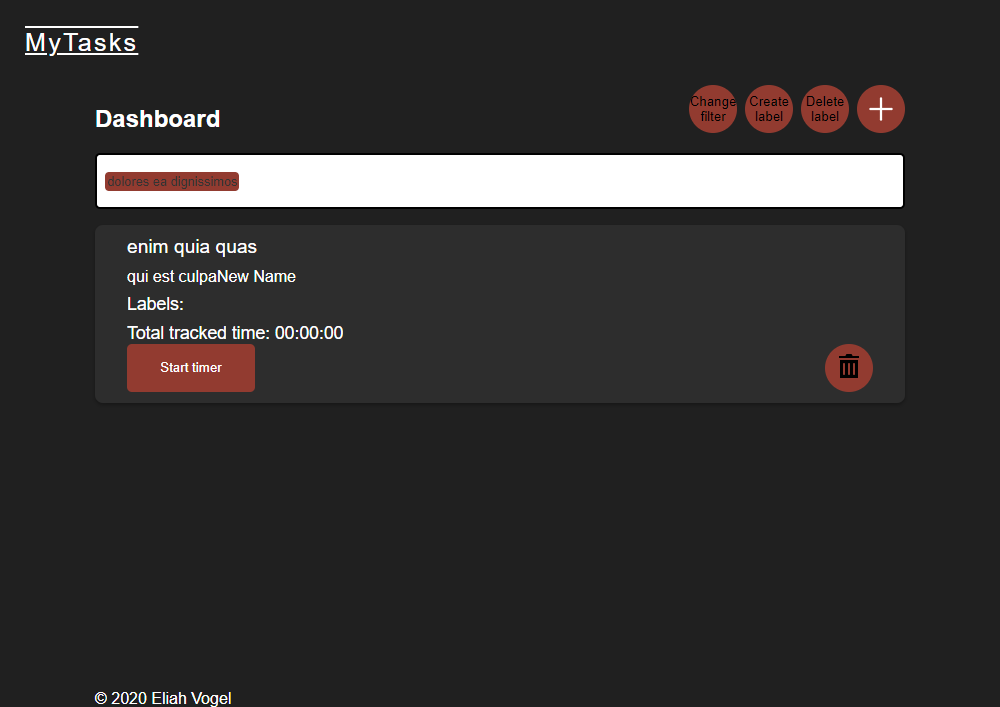 MyTasks
Dashboard
Change
filter
Create
label
Delete
label
dolores ea dignissimos
enim quia quas
qui est culpaNew Name
Labels:
Total tracked time: 00:00:00
Start timer
© 2020 Eliah Vogel